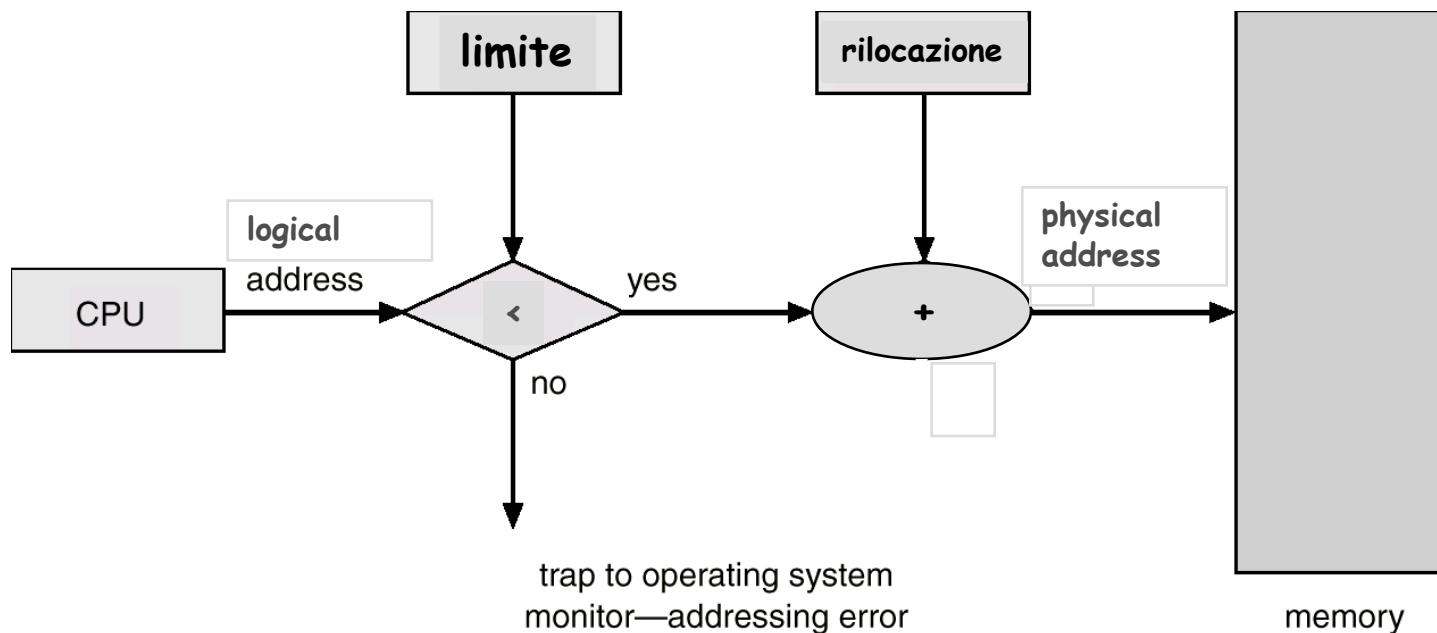 limite
rilocazione
logical
address
physical
address
CPU
<
yes
+
no
trap to operating system
monitor—addressing error
memory